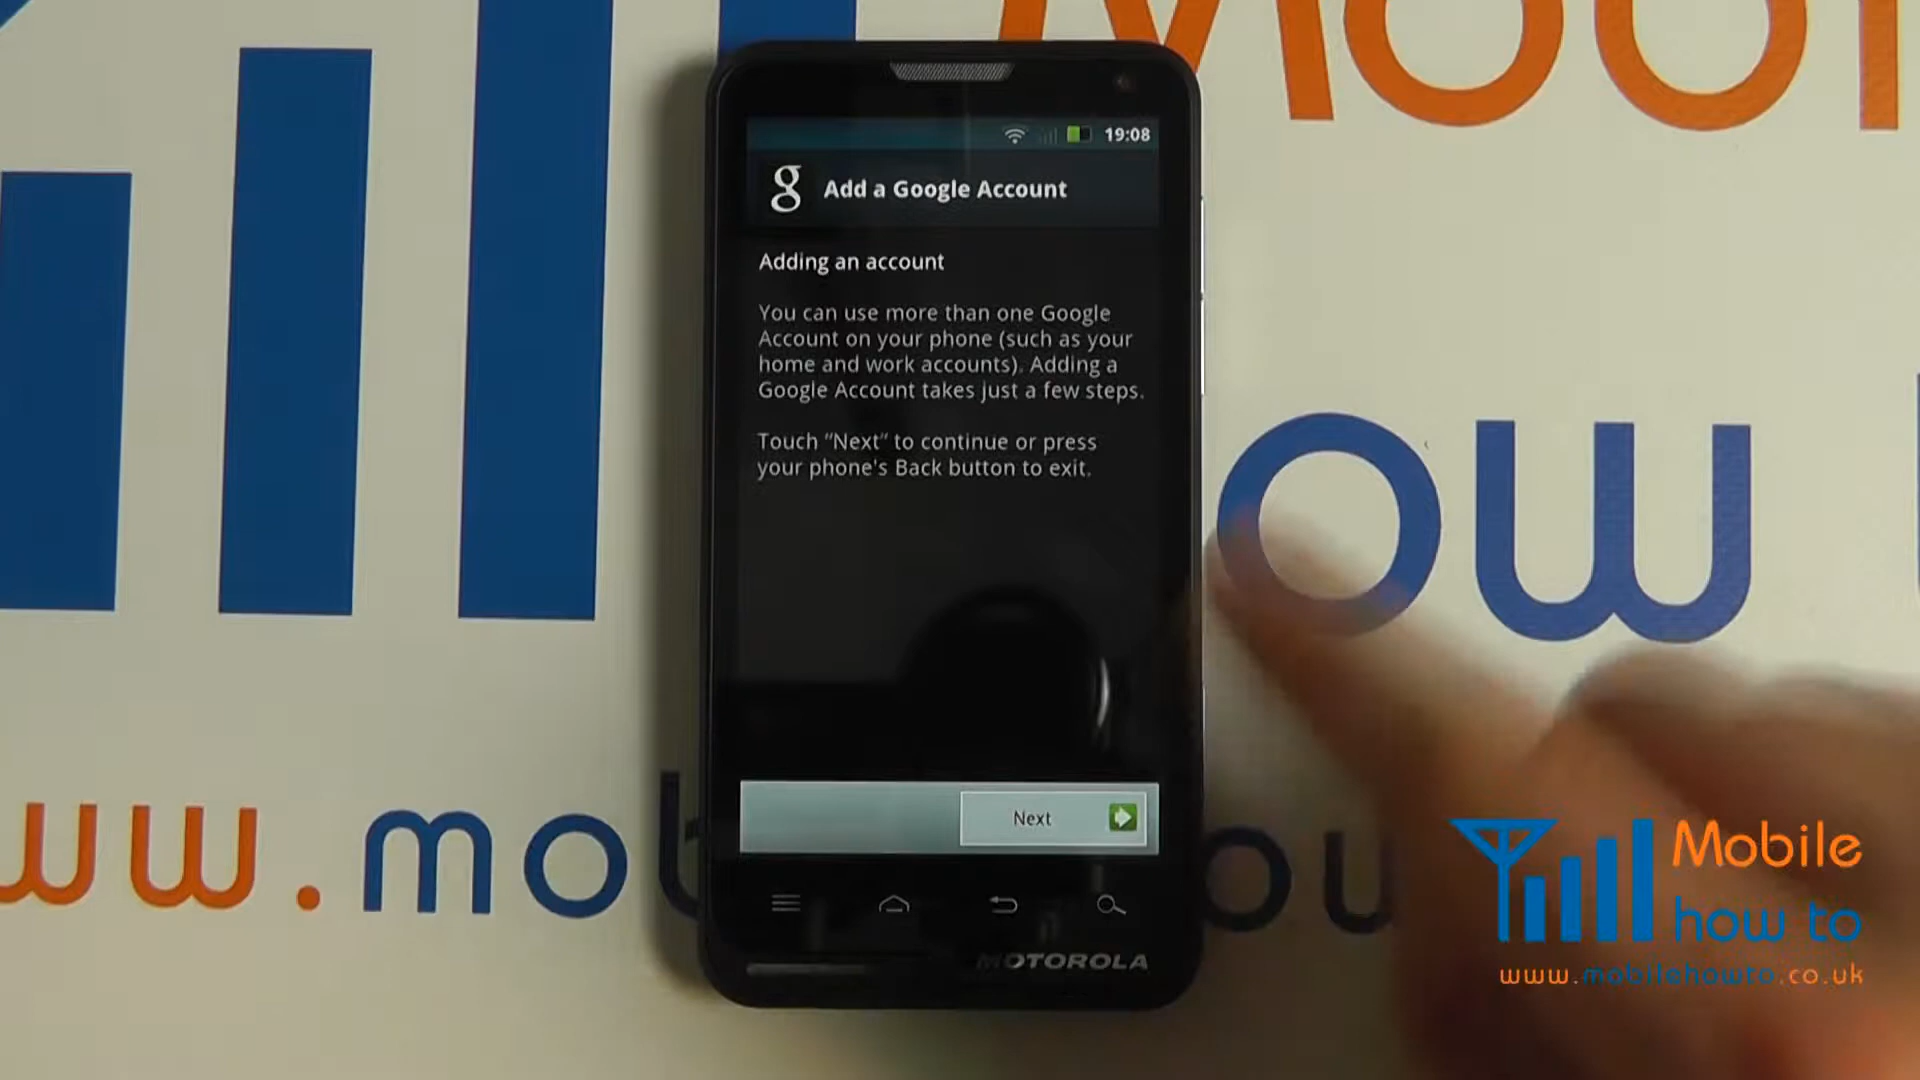 19:08
g Add a Google Account
Adding an account
You can use more than one Google
Account on your phone (such as your
home and work accounts). Adding a
Google Account takes just a few steps.
Touch “Next” to continue or press
your phone's Back button to exit.
Next
MOTOROLA
Mobile
how to
www.mobilehowto.co.uk